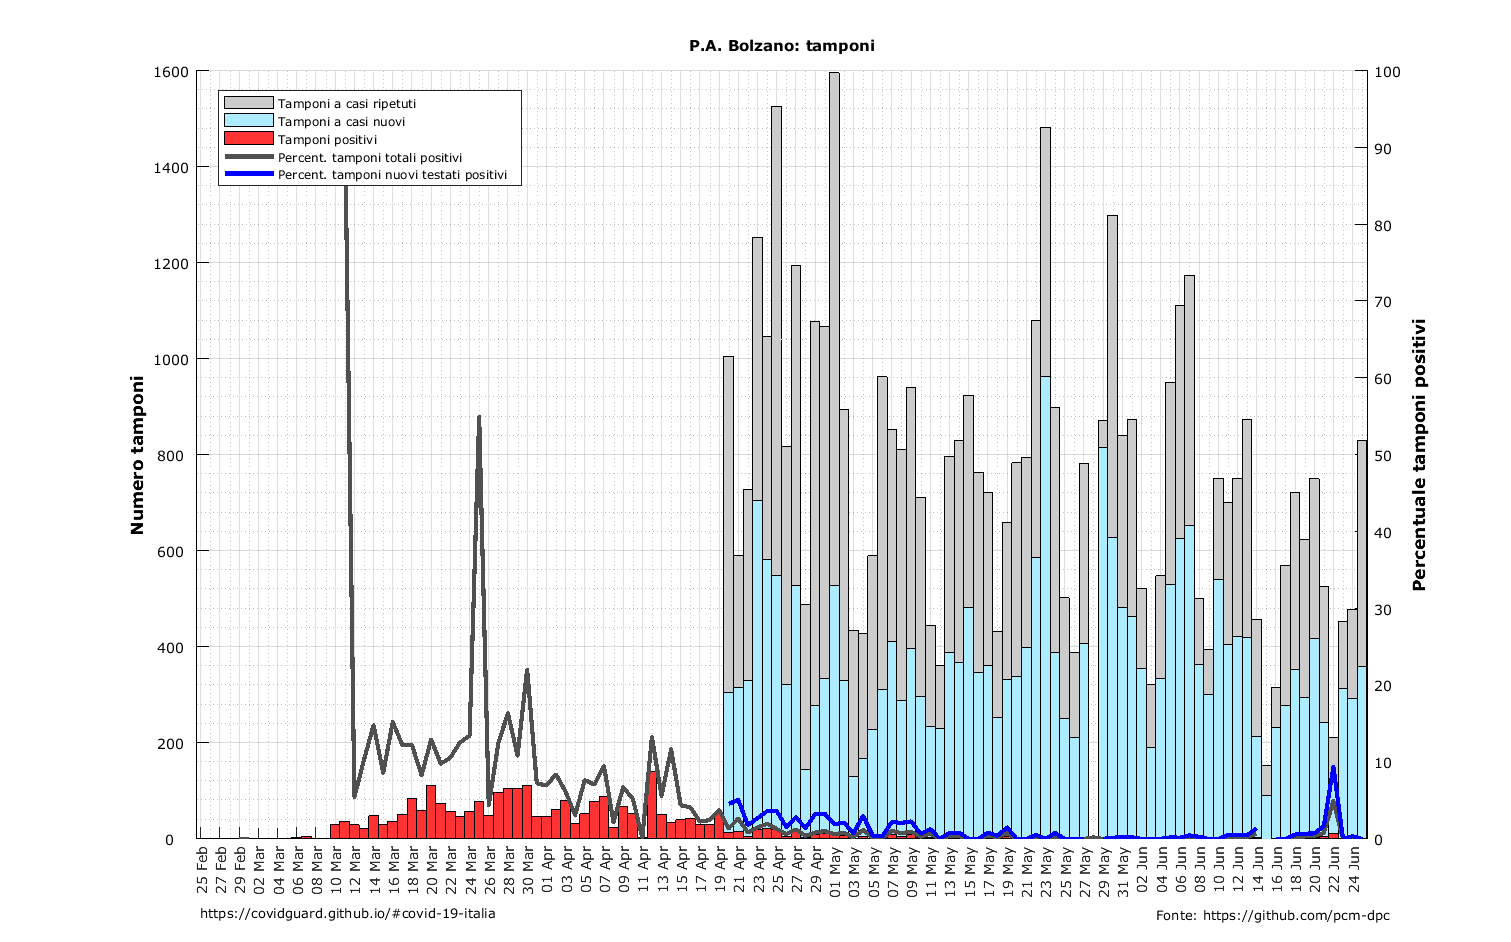 P.A. Bolzano: tamponi
Tamponi a casi ripetuti
Tamponi a casi nuovi
Tamponi positivi
Percent. tamponi totali positivi
Percent. tamponi nuovi testati positivi
Numero tamponi
1600
1400
1200
1000
800
600
400
200
0
Percentuale tamponi positivi
100
90
80
70
60
50
40
30
20
10
0
25 Feb
27 Feb
29 Feb
02 Mar
04 Mar
06 Mar
08 Mar
10 Mar
12 Mar
14 Mar
16 Mar
18 Mar
20 Mar
22 Mar
24 Mar
26 Mar
28 Mar
30 Mar
01 Apr
03 Apr
05 Apr
07 Apr
09 Apr
11 Apr
13 Apr
15 Apr
17 Apr
19 Apr
21 Apr
23 Apr
25 Apr
27 Apr
29 Apr
01 May
03 May
05 May
07 May
09 May
11 May
13 May
15 May
17 May
19 May
21 May
23 May
25 May
27 May
29 May
31 May
02 Jun
04 Jun
06 Jun
08 Jun
10 Jun
12 Jun
14 Jun
16 Jun
18 Jun
20 Jun
22 Jun
24 Jun
https://covidguard.github.io/#covid-19-italia
Fonte: https://github.com/pcm-dpc